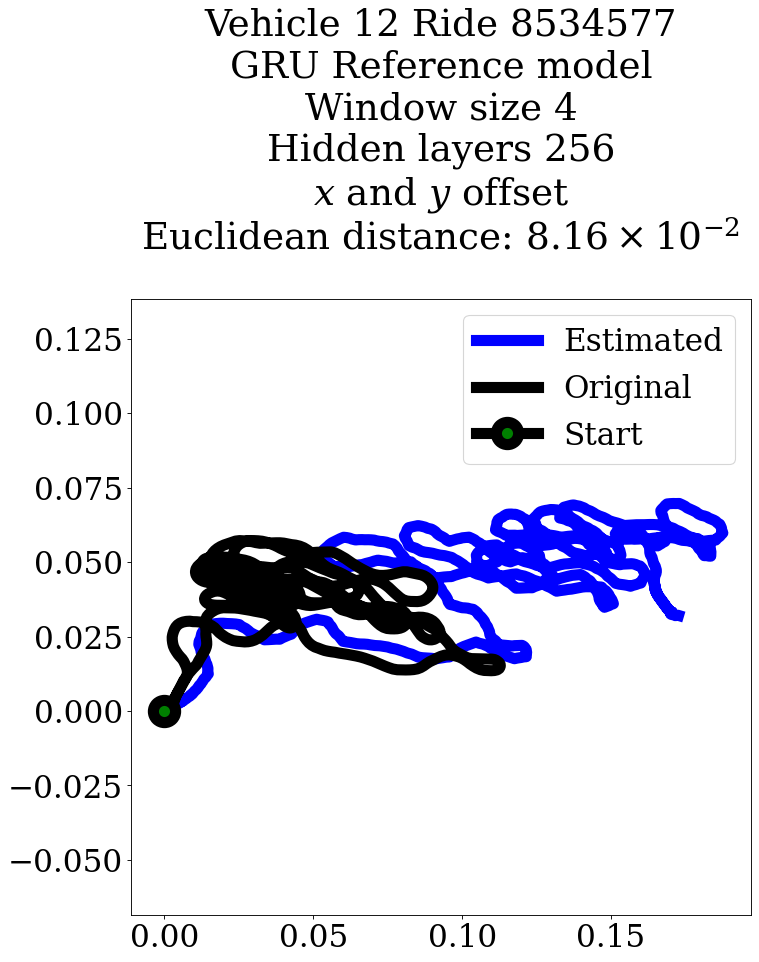 Vehicle 12 Ride 8534577
GRU Reference model
Window size 4
Hidden layers 256
x and y offset
Euclidean distance: 8.16 × 10⁻²
Estimated
Original
Start
0.125
0.100
0.075
0.050
0.025
0.000
−0.025
−0.050
0.00 0.05 0.10 0.15